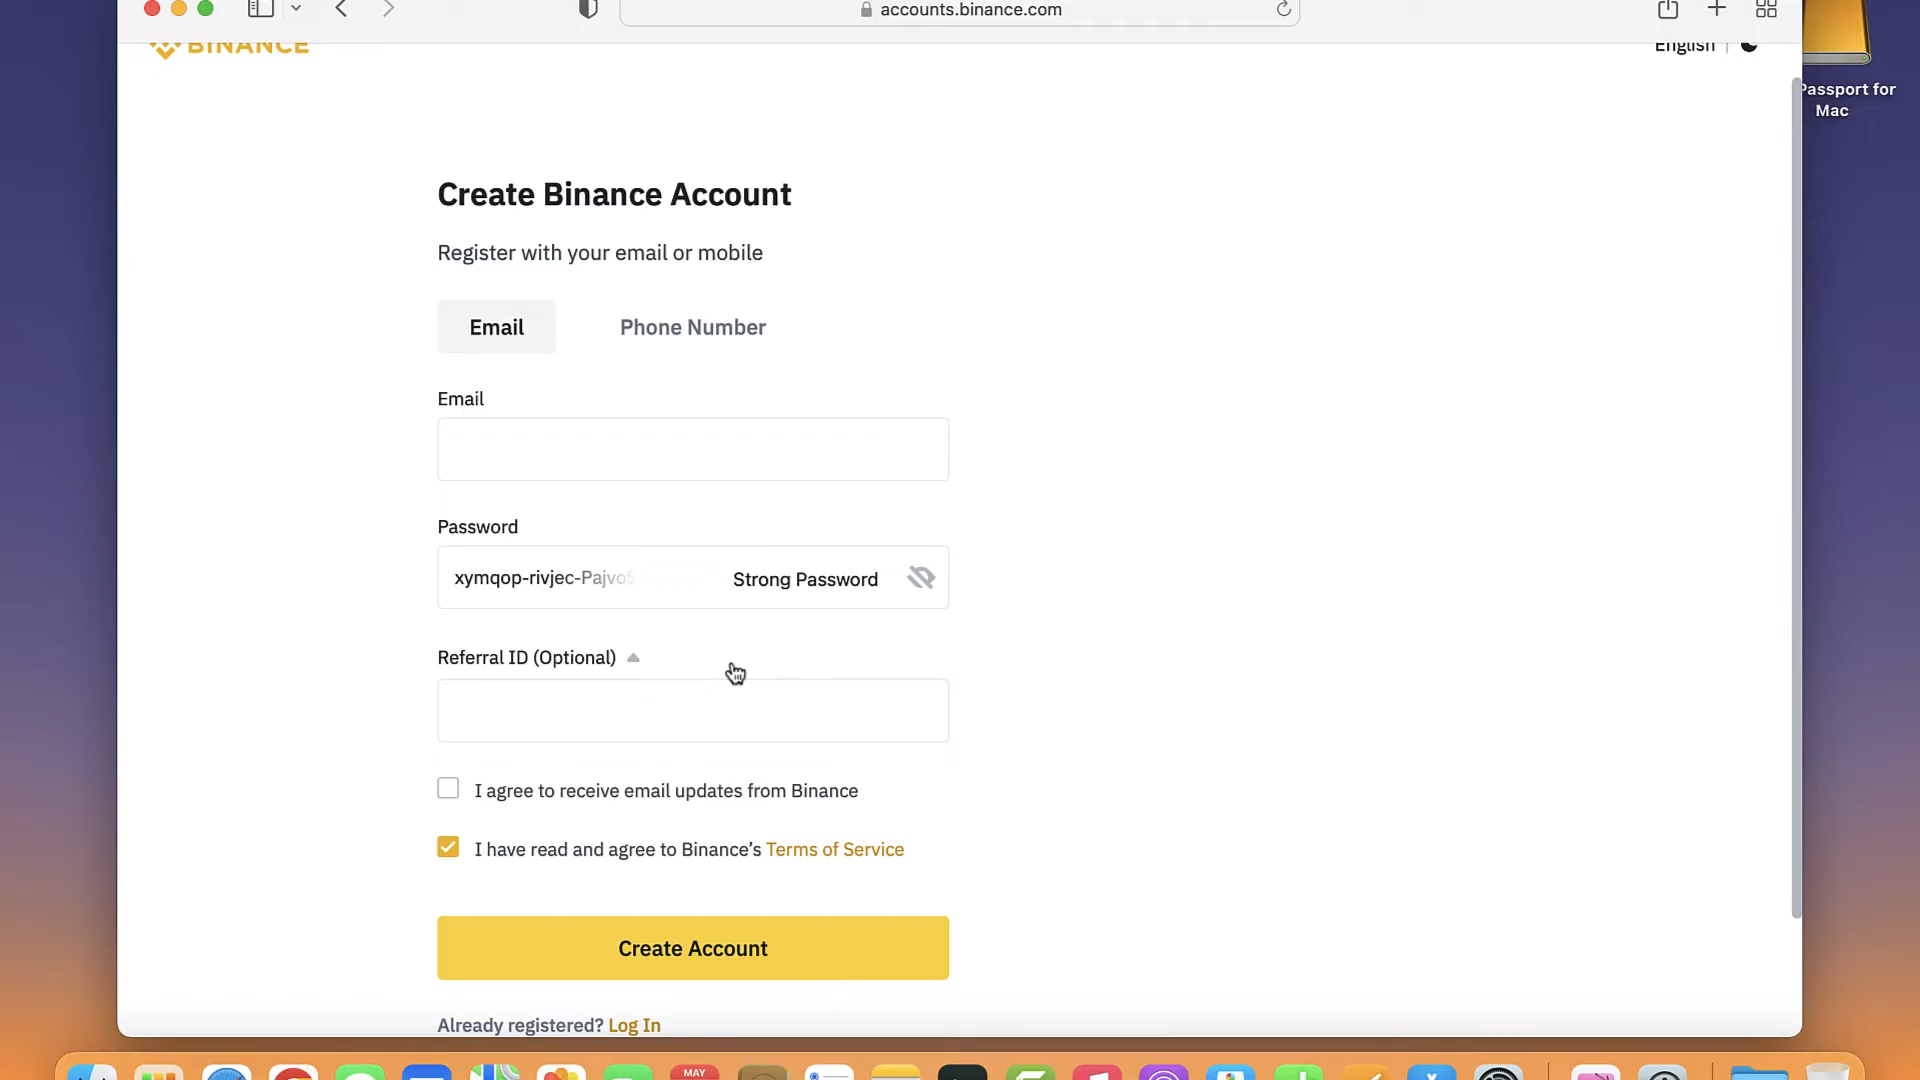 accounts.binance.com
BINANCE
English
Passport for
Mac
Create Binance Account
Register with your email or mobile
Email
Phone Number
Email
Password
xymqop-rivjec-Pajvo5
Strong Password
Referral ID (Optional)
I agree to receive email updates from Binance
I have read and agree to Binance’s Terms of Service
Create Account
Already registered? Log In
MAY